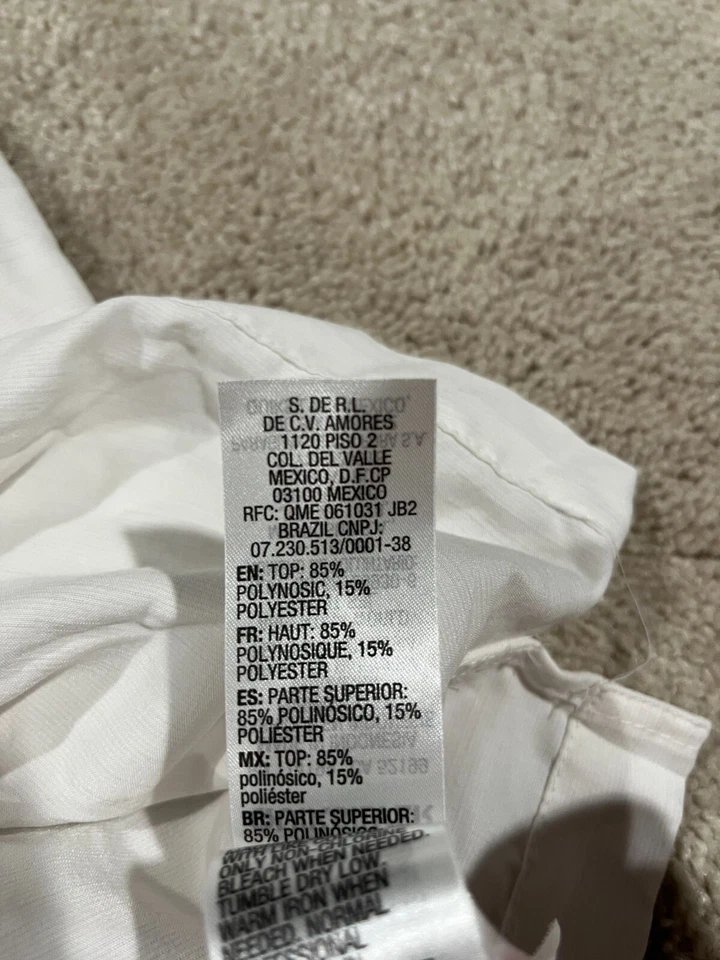 S. DE R.L.
DE C.V. AMORES
1120 PISO 2
COL. DEL VALLE
MEXICO, D.F.CP
03100 MEXICO
RFC: QME 061031 JB2
BRAZIL CNPJ:
07.230.513/0001-38
EN: TOP: 85%
POLYNOSIC, 15%
POLYESTER
FR: HAUT: 85%
POLYNOSIQUE, 15%
POLYESTER
ES: PARTE SUPERIOR:
85% POLINÓSICO, 15%
POLIÉSTER
MX: TOP: 85%
polinósico, 15%
poliéster
BR: PARTE SUPERIOR:
85% POLINÓSICO
ONLY NON-CHLORINE
BLEACH WHEN NEEDED.
TUMBLE DRY LOW.
WARM IRON WHEN
NEEDED. NORMAL